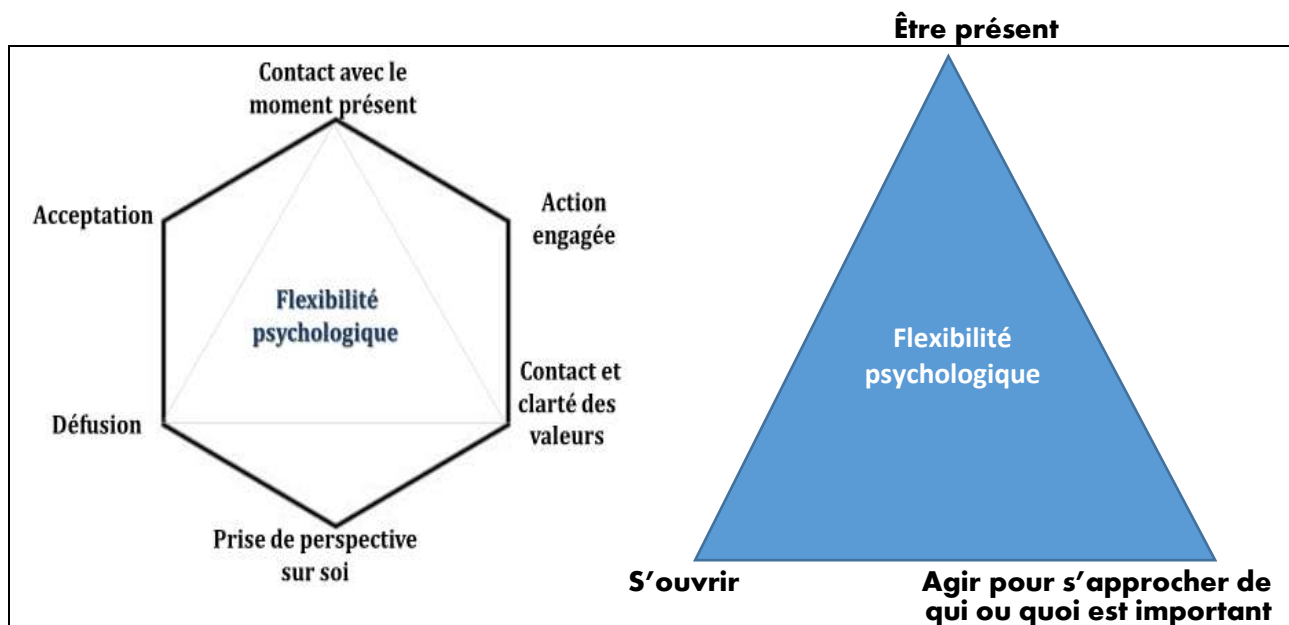 Être présent
Contact avec le
moment présent
Acceptation
Action
engagée
Flexibilité
psychologique
Contact et
clarté des
valeurs
Défusion
Prise de perspective
sur soi
Flexibilité
psychologique
S’ouvrir
Agir pour s’approcher de
qui ou quoi est important